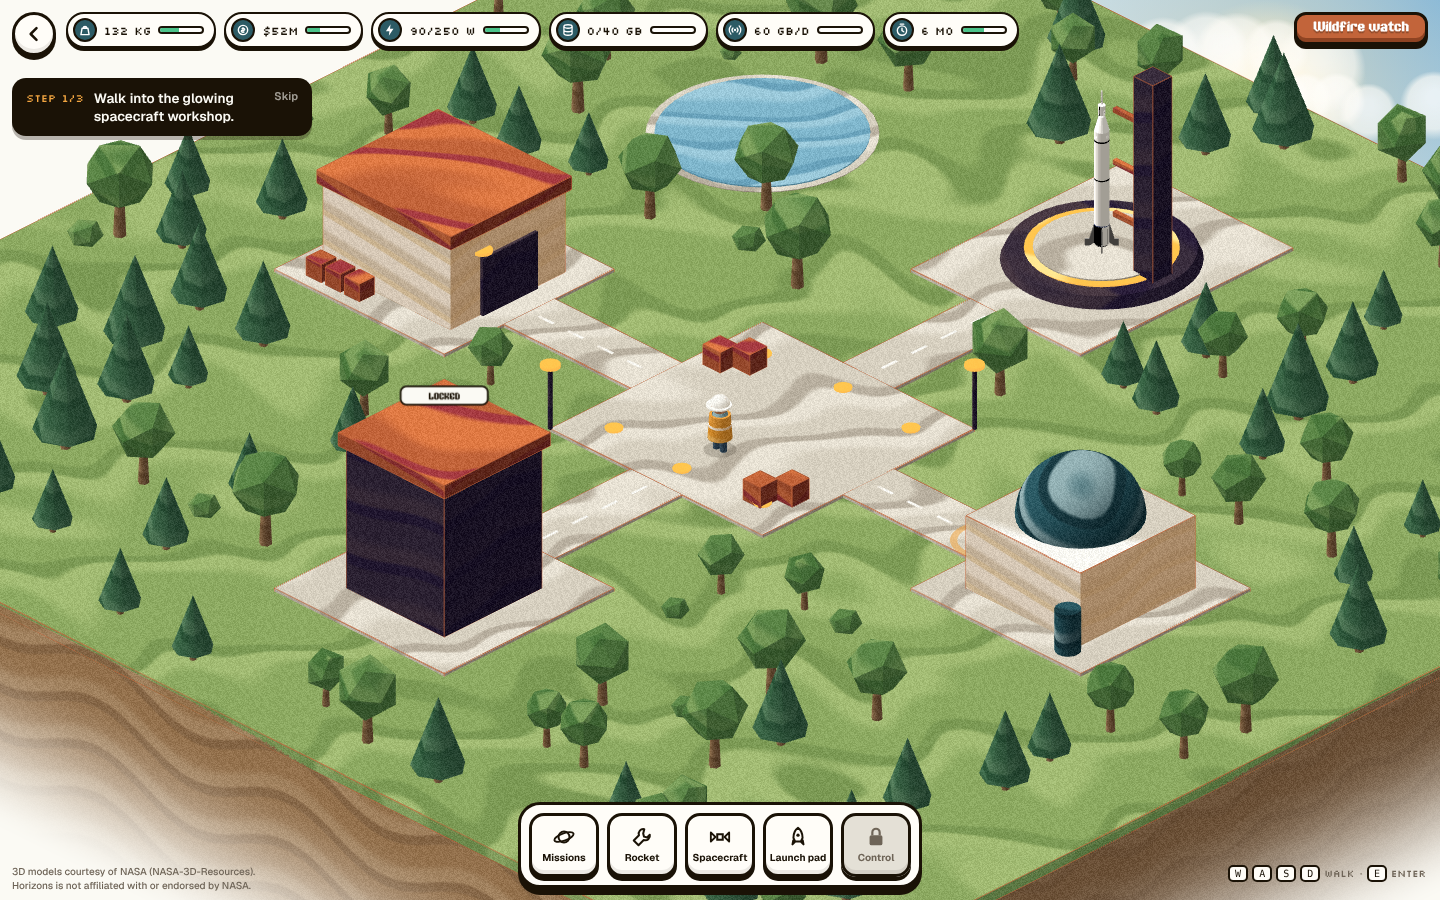 132 KG
$52M
90/250 W
0/40 GB
60 GB/D
6 MO
Wildfire watch
STEP 1/3
Walk into the glowing
spacecraft workshop.
Skip
LOCKED
Missions
Rocket
Spacecraft
Launch pad
Control
3D models courtesy of NASA (NASA-3D-Resources).
Horizons is not affiliated with or endorsed by NASA.
W A S D WALK · E ENTER